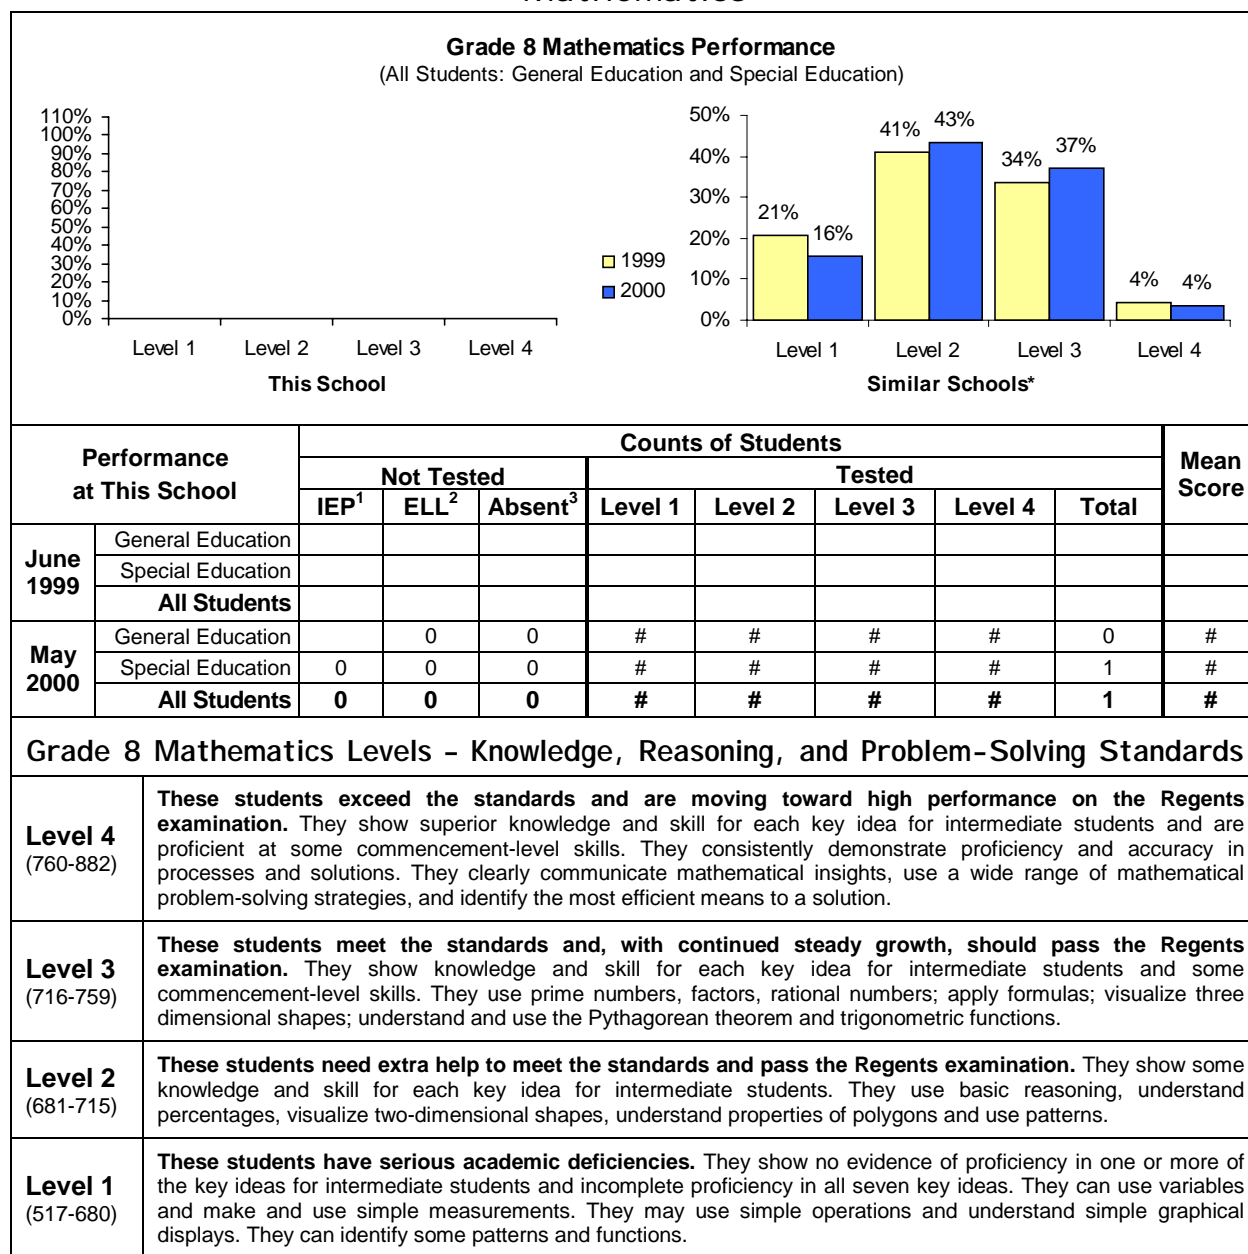 Mathematics
Grade 8 Mathematics Performance
(All Students: General Education and Special Education)
110%
100%
90%
80%
70%
60%
50%
40%
30%
20%
10%
0%
Level 1 Level 2 Level 3 Level 4
This School
1999
2000
50%
40%
30%
20%
10%
0%
21% 16% 41% 43% 34% 37% 4% 4%
Level 1 Level 2 Level 3 Level 4
Similar Schools*
Performance at This School
Counts of Students
Mean Score
Not Tested Tested
IEP1 ELL2 Absent3 Level 1 Level 2 Level 3 Level 4 Total
June 1999
General Education
Special Education
All Students
May 2000
General Education 0 0 # # # # 0 #
Special Education 0 0 0 # # # # 1 #
All Students 0 0 0 # # # # 1 #
Grade 8 Mathematics Levels – Knowledge, Reasoning, and Problem-Solving Standards
Level 4
(760-882)
These students exceed the standards and are moving toward high performance on the Regents
examination. They show superior knowledge and skill for each key idea for intermediate students and are
proficient at some commencement-level skills. They consistently demonstrate proficiency and accuracy in
processes and solutions. They clearly communicate mathematical insights, use a wide range of mathematical
problem-solving strategies, and identify the most efficient means to a solution.
Level 3
(716-759)
These students meet the standards and, with continued steady growth, should pass the Regents
examination. They show knowledge and skill for each key idea for intermediate students and some
commencement-level skills. They use prime numbers, factors, rational numbers; apply formulas; visualize three
dimensional shapes; understand and use the Pythagorean theorem and trigonometric functions.
Level 2
(681-715)
These students need extra help to meet the standards and pass the Regents examination. They show some
knowledge and skill for each key idea for intermediate students. They use basic reasoning, understand
percentages, visualize two-dimensional shapes, understand properties of polygons and use patterns.
Level 1
(517-680)
These students have serious academic deficiencies. They show no evidence of proficiency in one or more of
the key ideas for intermediate students and incomplete proficiency in all seven key ideas. They can use variables
and make and use simple measurements. They may use simple operations and understand simple graphical
displays. They can identify some patterns and functions.